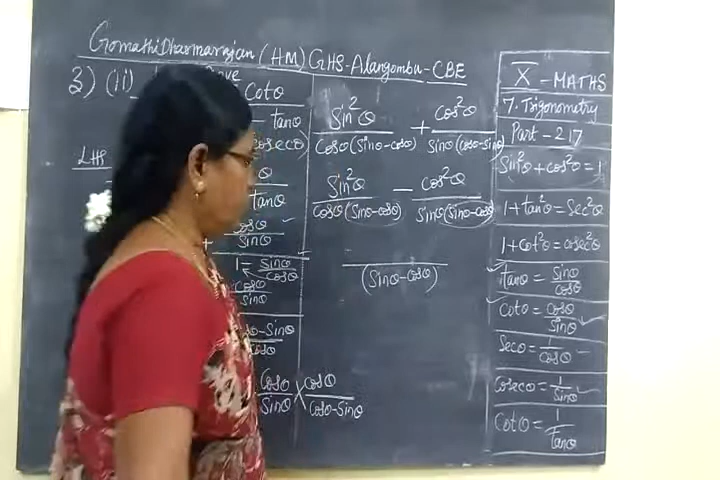 Gomathi Dharmarajan (HM) GHS-Alangombu-CBE
3) (ii)
Cotθ
- tanθ
cosecθ)
LHS
θ
tanθ
+ cosθ/sinθ
1 - sinθ/cosθ
cosθ/sinθ
θ-sinθ
cosθ
cosθ/sinθ × cosθ/cosθ-sinθ
Sin²θ/cosθ(sinθ-cosθ) + cos²θ/sinθ(cosθ-sinθ)
Sin²θ/cosθ(sinθ-cosθ) - cos²θ/sinθ(sinθ-cosθ)
(sinθ-cosθ)
X - MATHS
7. Trigonometry
Part - 217
Sin²θ + cos²θ = 1
1 + tan²θ = Sec²θ
1 + cot²θ = cosec²θ
tanθ = sinθ/cosθ
cotθ = cosθ/sinθ
Secθ = 1/cosθ
cosecθ = 1/sinθ
Cotθ = 1/Tanθ